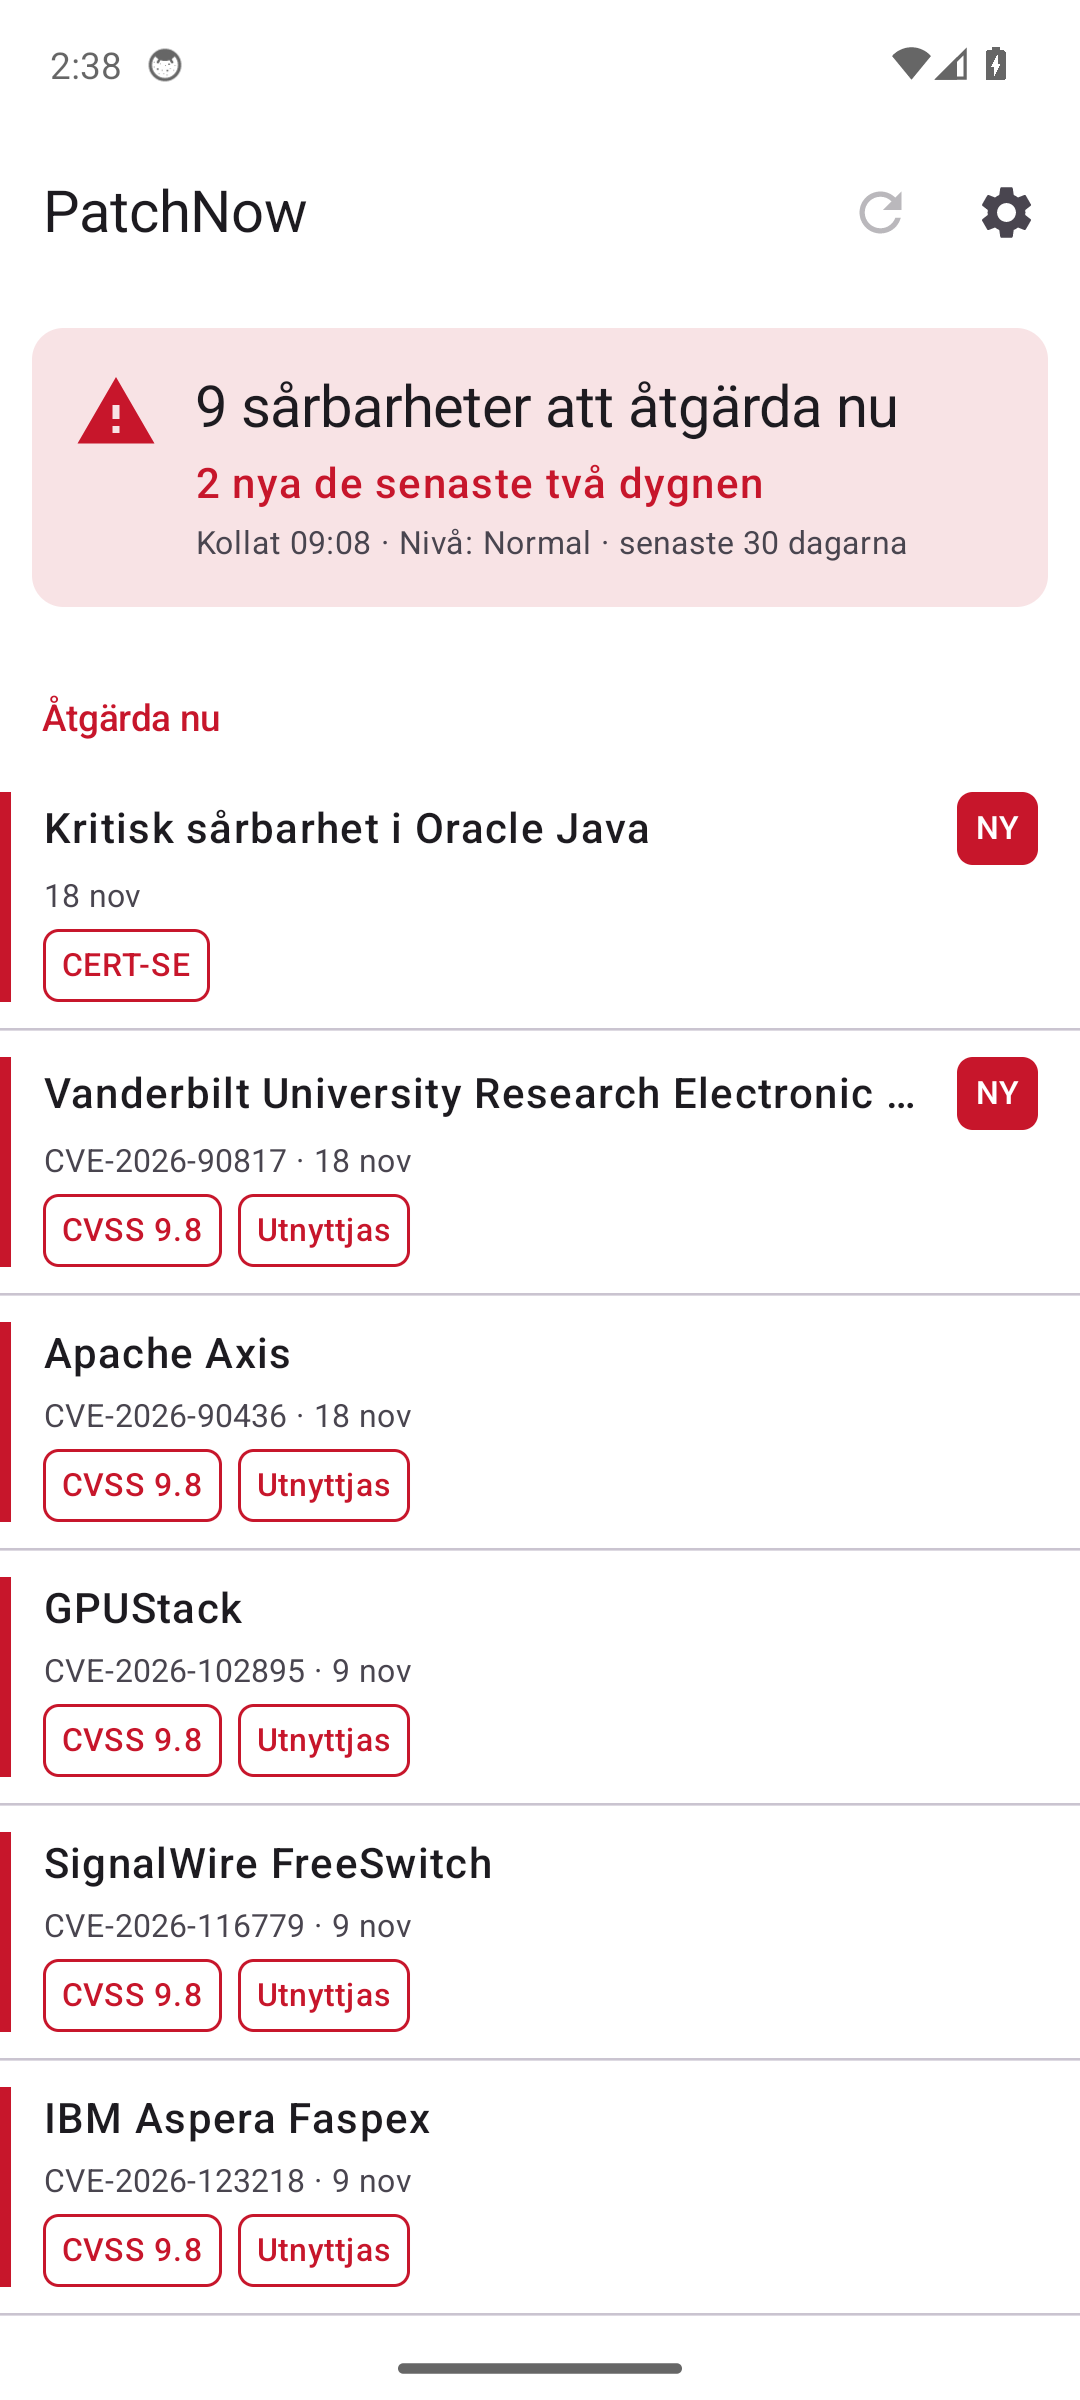 2:38
PatchNow
9 sårbarheter att åtgärda nu
2 nya de senaste två dygnen
Kollat 09:08 · Nivå: Normal · senaste 30 dagarna
Åtgärda nu
Kritisk sårbarhet i Oracle Java
NY
18 nov
CERT-SE
Vanderbilt University Research Electronic ...
NY
CVE-2026-90817 · 18 nov
CVSS 9.8
Utnyttjas
Apache Axis
CVE-2026-90436 · 18 nov
CVSS 9.8
Utnyttjas
GPUStack
CVE-2026-102895 · 9 nov
CVSS 9.8
Utnyttjas
SignalWire FreeSwitch
CVE-2026-116779 · 9 nov
CVSS 9.8
Utnyttjas
IBM Aspera Faspex
CVE-2026-123218 · 9 nov
CVSS 9.8
Utnyttjas